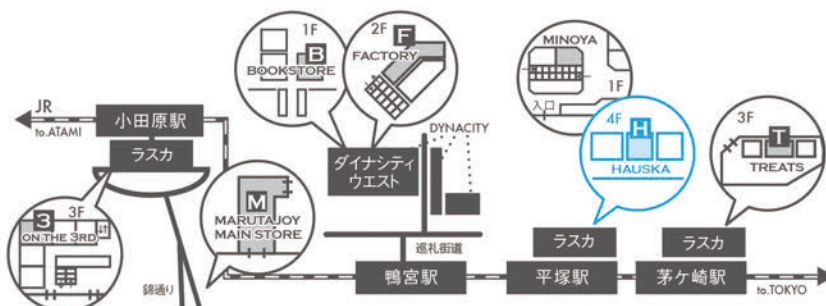 JR
to.ATAMI
小田原駅
ラスカ
3
3F
ON THE 3RD
錦通り
M
MARUTAJOY
MAIN STORE
1F
B
BOOKSTORE
2F
F
FACTORY
DYNACITY
ダイナシティ
ウエスト
巡礼街道
鴨宮駅
MINOYA
1F
入口
4F
H
HAUSKA
ラスカ
平塚駅
3F
T
TREATS
ラスカ
茅ケ崎駅
to.TOKYO